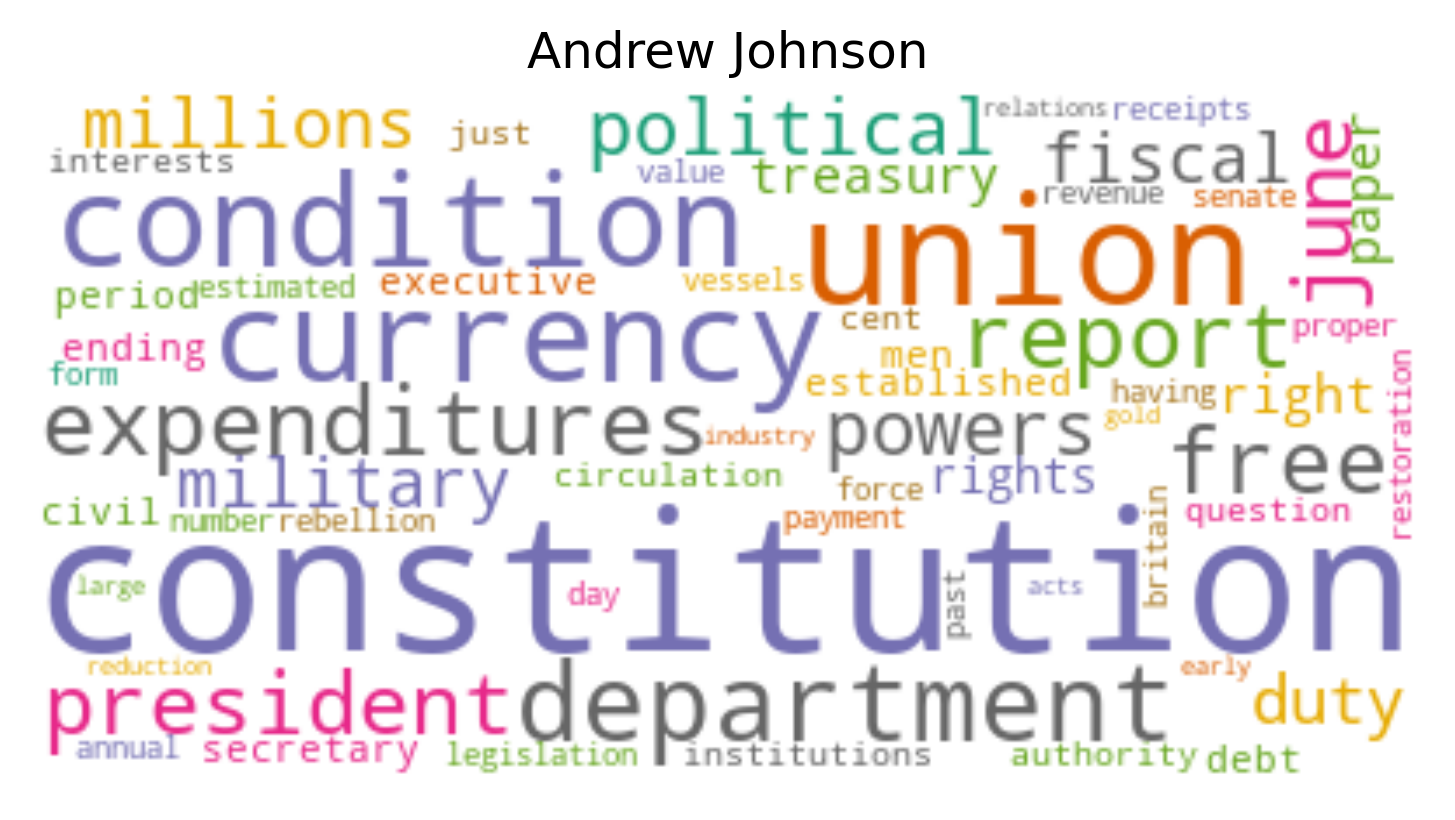 Andrew Johnson
millions just political relations receipts
interests value treasury fiscal june paper
condition union revenue senate
period estimated executive vessels
currency cent report proper
ending men
form established having right restoration
expenditures industry powers gold free
military circulation force rights
civil number rebellion payment britain question
constitution
large day past acts
reduction early
president department duty
annual secretary legislation institutions authority debt